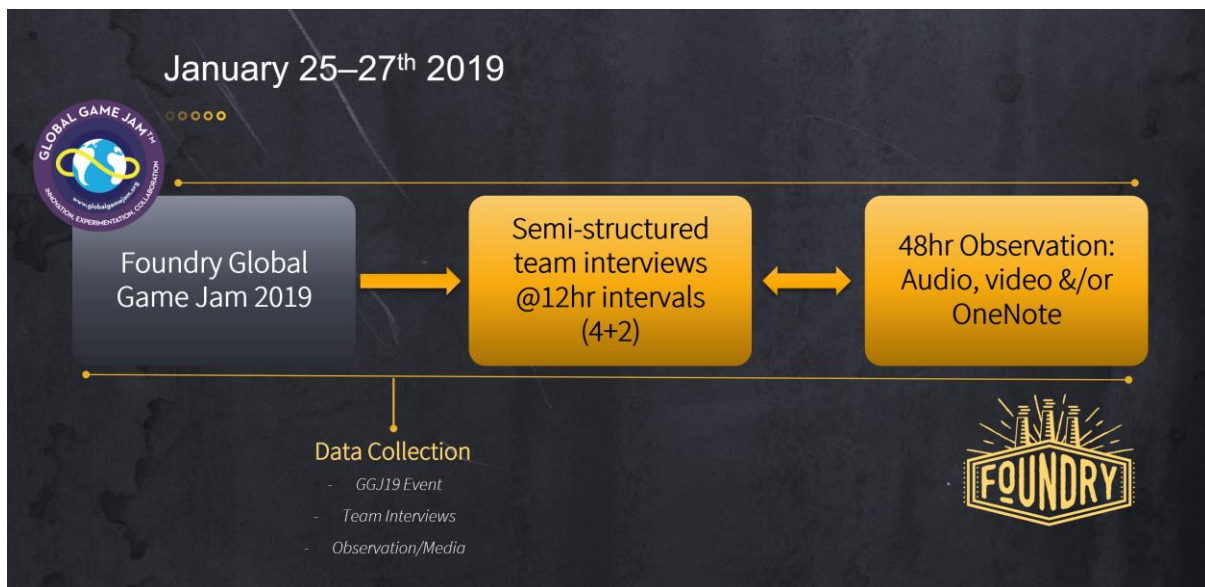 January 25–27th 2019
GLOBAL GAME JAM™
www.globalgamejam.org
INNOVATION, EXPERIMENTATION, COLLABORATION
Foundry Global
Game Jam 2019
Semi-structured
team interviews
@12hr intervals
(4+2)
48hr Observation:
Audio, video &/or
OneNote
Data Collection
- GGJ19 Event
- Team Interviews
- Observation/Media
FOUNDRY